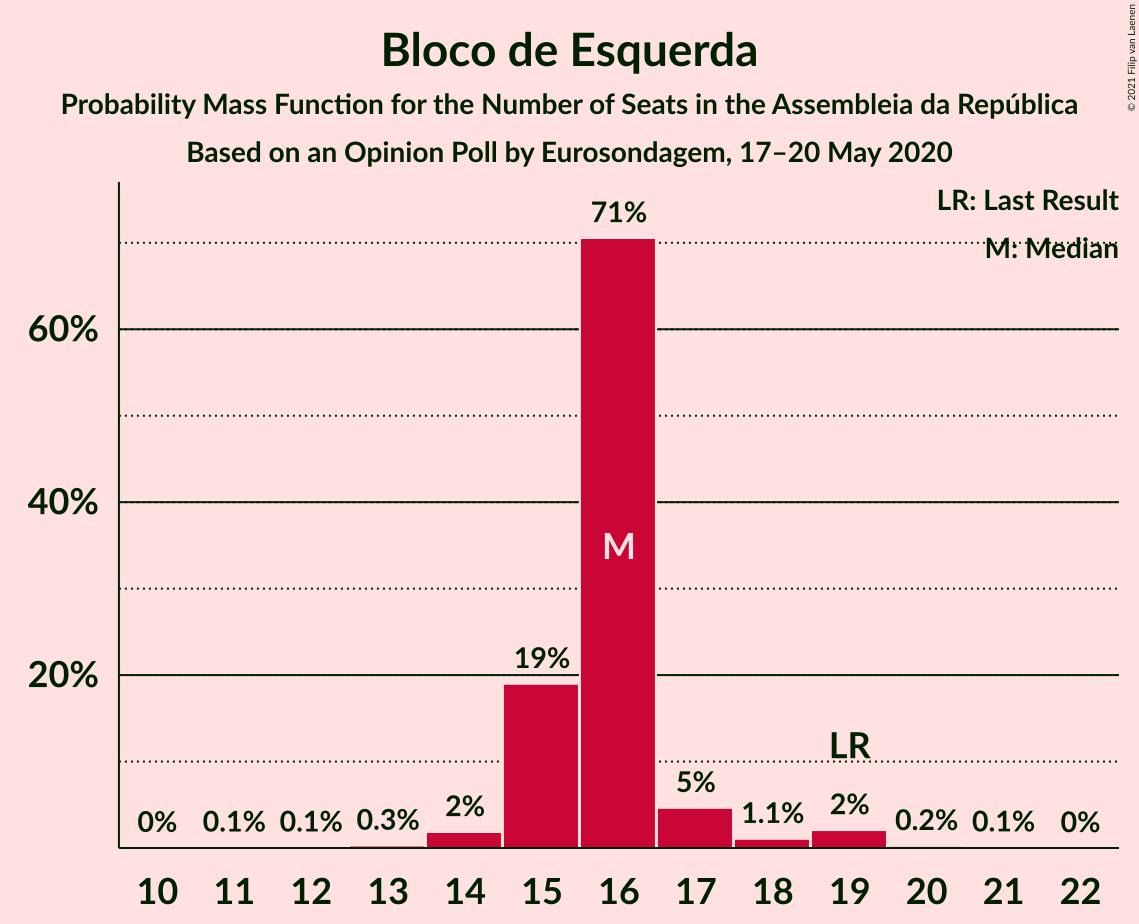 Bloco de Esquerda
Probability Mass Function for the Number of Seats in the Assembleia da República
Based on an Opinion Poll by Eurosondagem, 17–20 May 2020
© 2021 Filip van Laenen
LR: Last Result
M: Median
60%
40%
20%
0%
0.1%
0.1%
0.3%
2%
19%
71%
M
5%
1.1%
LR
2%
0.2%
0.1%
0%
10 11 12 13 14 15 16 17 18 19 20 21 22